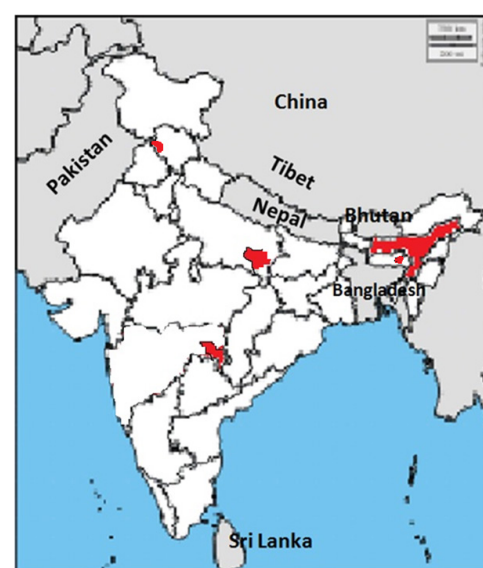 China
Pakistan
Tibet
Nepal
Bhutan
Bangladesh
Sri Lanka